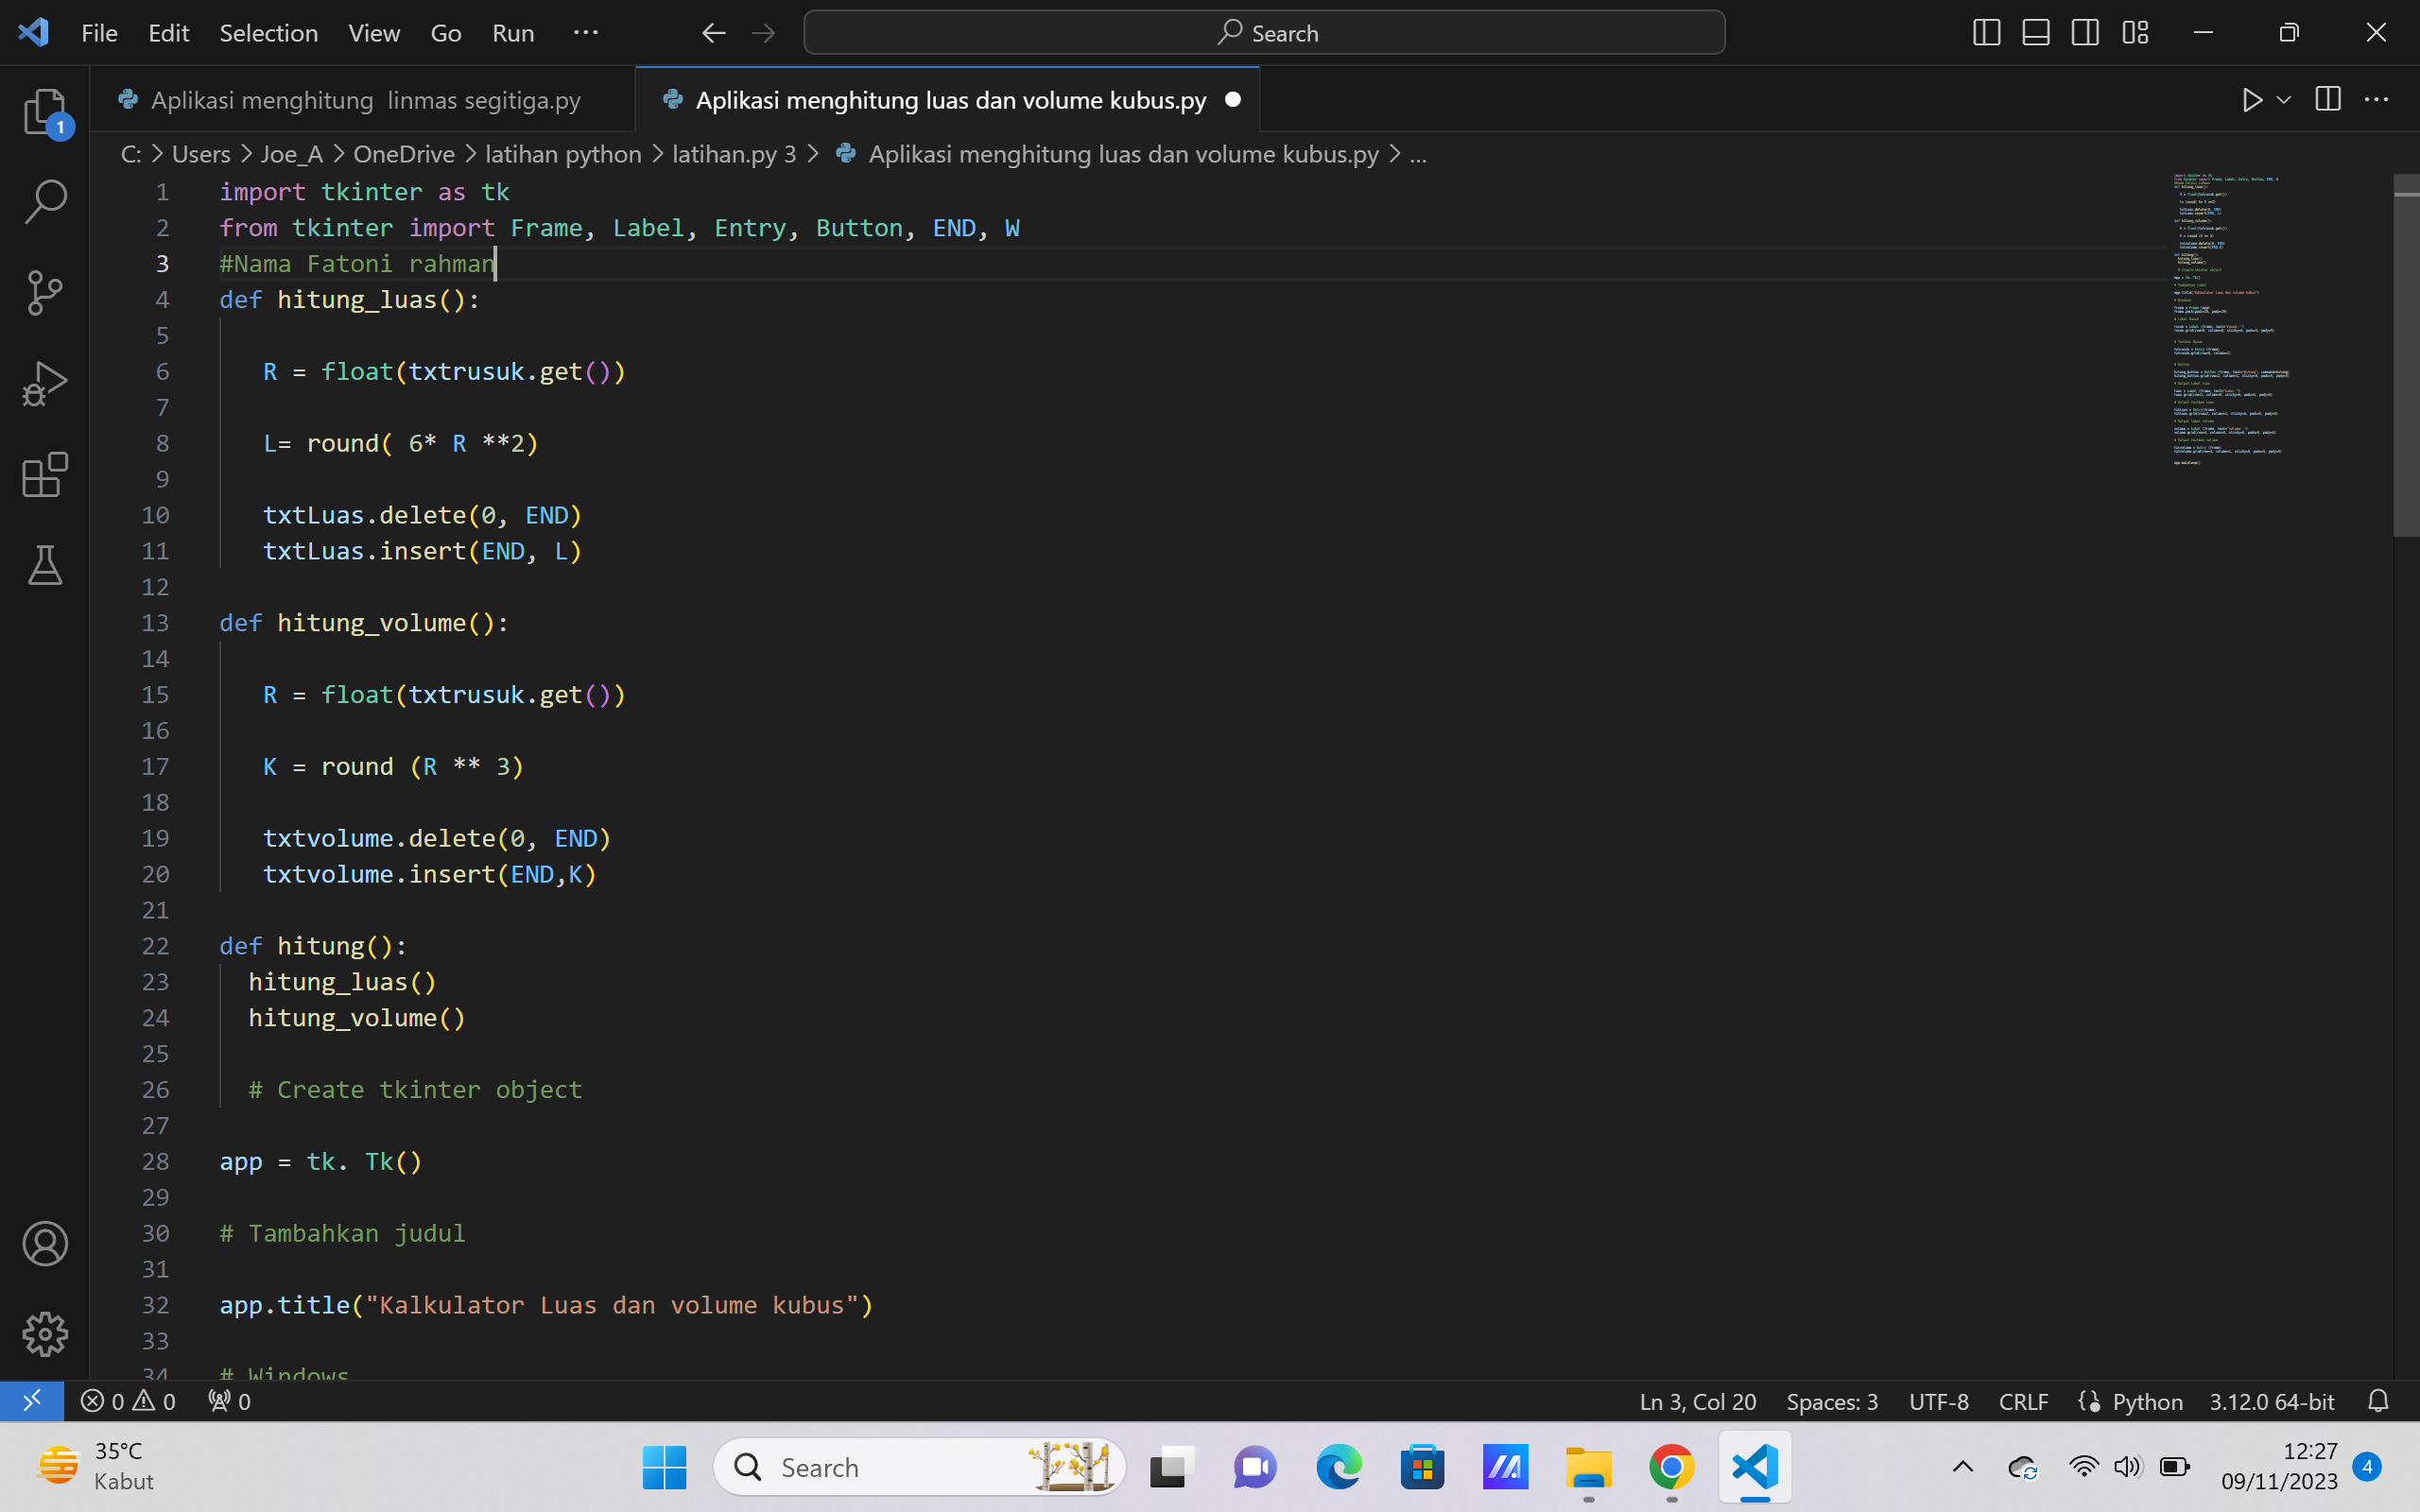 File Edit Selection View Go Run ··· Search
Aplikasi menghitung linmas segitiga.py Aplikasi menghitung luas dan volume kubus.py
1
C: > Users > Joe_A > OneDrive > latihan python > latihan.py 3 > Aplikasi menghitung luas dan volume kubus.py > ...
1 import tkinter as tk
2 from tkinter import Frame, Label, Entry, Button, END, W
3 #Nama Fatoni rahman
4 def hitung_luas():
5
6 R = float(txtrusuk.get())
7
8 L= round( 6* R **2)
9
10 txtLuas.delete(0, END)
11 txtLuas.insert(END, L)
12
13 def hitung_volume():
14
15 R = float(txtrusuk.get())
16
17 K = round (R ** 3)
18
19 txtvolume.delete(0, END)
20 txtvolume.insert(END,K)
21
22 def hitung():
23 hitung_luas()
24 hitung_volume()
25
26 # Create tkinter object
27
28 app = tk. Tk()
29
30 # Tambahkan judul
31
32 app.title("Kalkulator Luas dan volume kubus")
33
34 # Windows
0 0 0 Ln 3, Col 20 Spaces: 3 UTF-8 CRLF Python 3.12.0 64-bit
35°C
Kabut
Search
12:27
09/11/2023
4